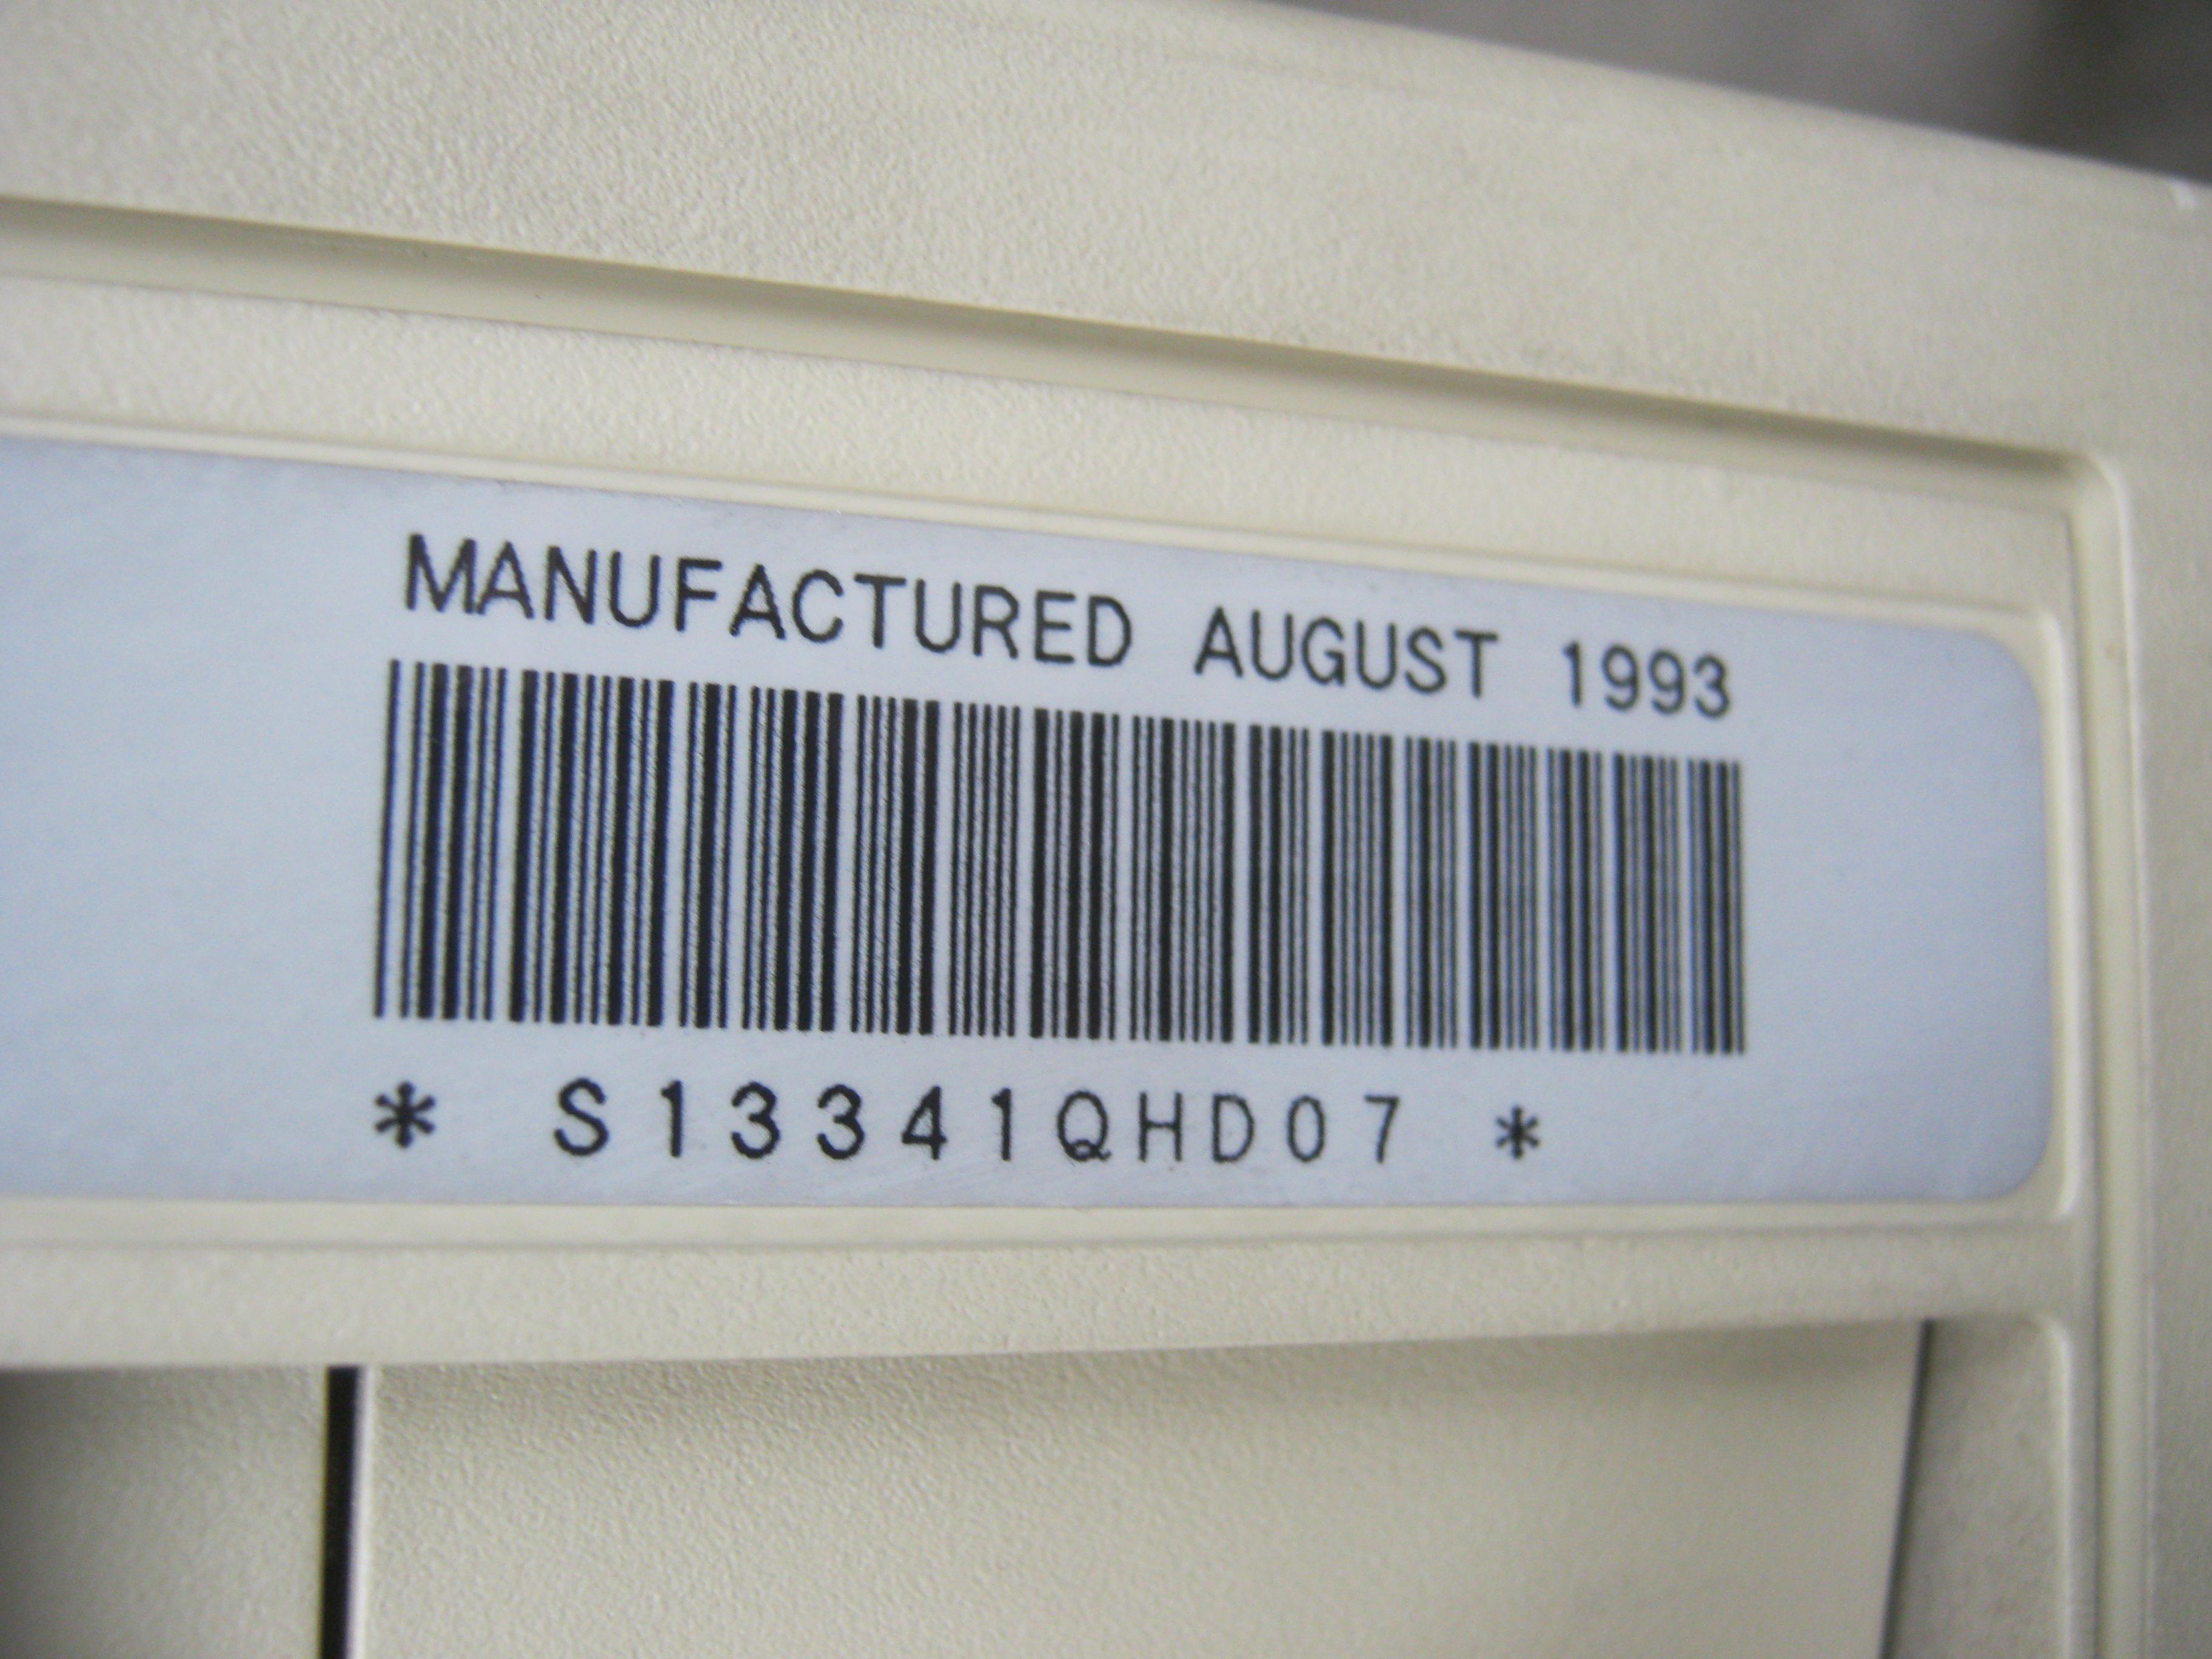 MANUFACTURED AUGUST 1993
* S13341QHD07 *